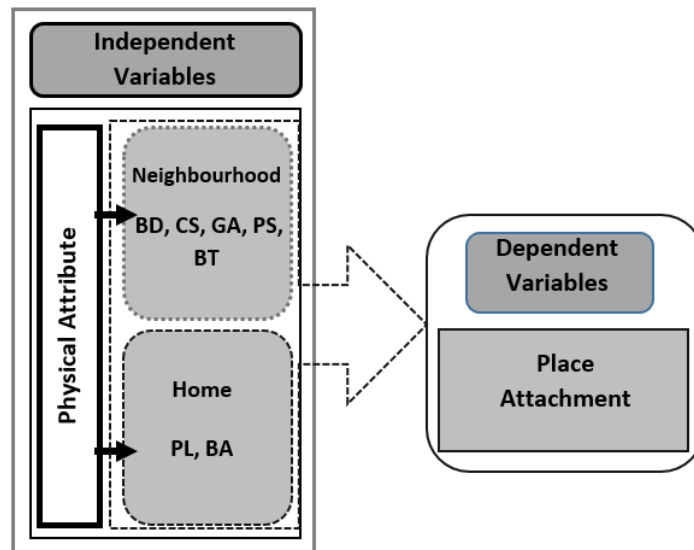 Independent
Variables
Physical Attribute
Neighbourhood
BD, CS, GA, PS,
BT
Home
PL, BA
Dependent
Variables
Place
Attachment